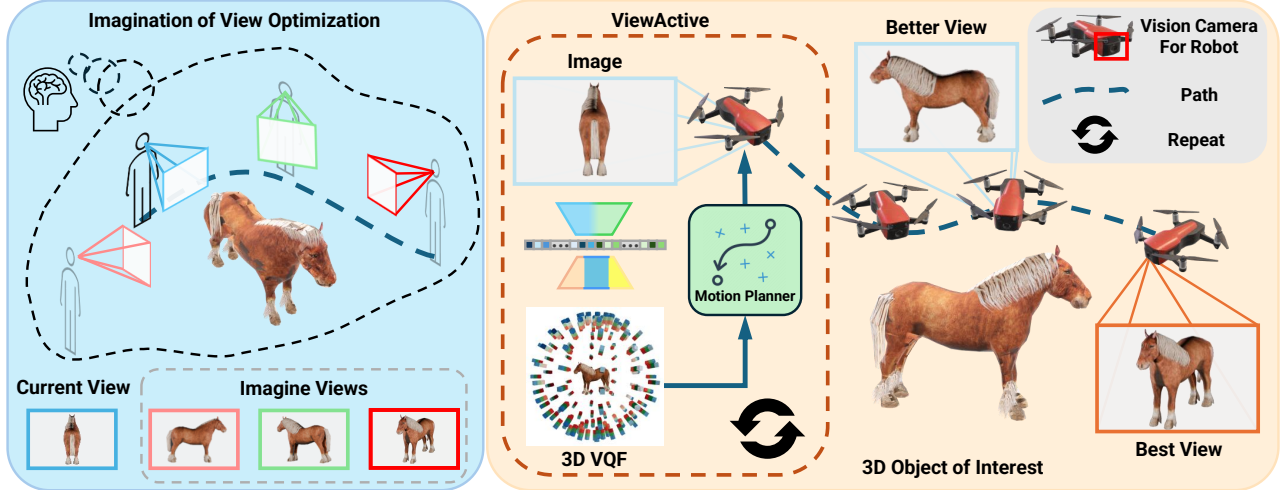 Imagination of View Optimization
Current View
Imagine Views
ViewActive
Image
Motion Planner
3D VQF
Better View
3D Object of Interest
Best View
Vision Camera
For Robot
Path
Repeat